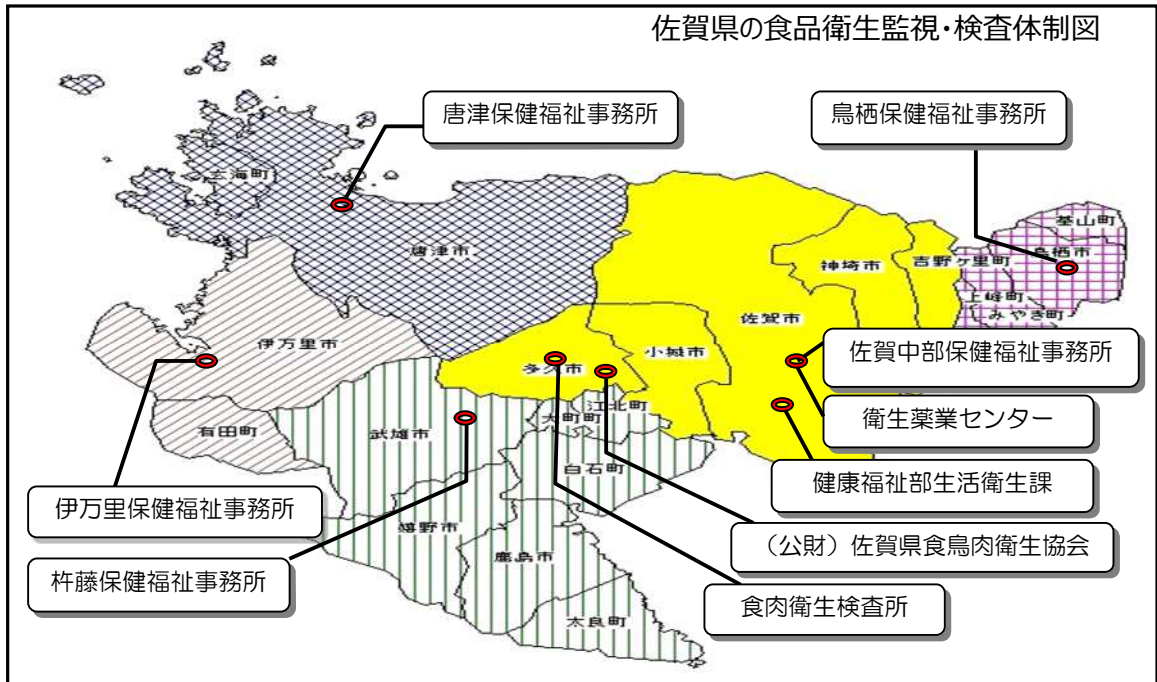 佐賀県の食品衛生監視・検査体制図
唐津保健福祉事務所
鳥栖保健福祉事務所
玄海町
基山町
唐津市
鳥栖市
神埼市
吉野ヶ里町
上峰町
みやき町
佐賀市
伊万里市
小城市
多久市
佐賀中部保健福祉事務所
江北町
大町町
衛生薬業センター
有田町
武雄市
白石町
健康福祉部生活衛生課
伊万里保健福祉事務所
嬉野市
（公財）佐賀県食鳥肉衛生協会
鹿島市
杵藤保健福祉事務所
食肉衛生検査所
太良町